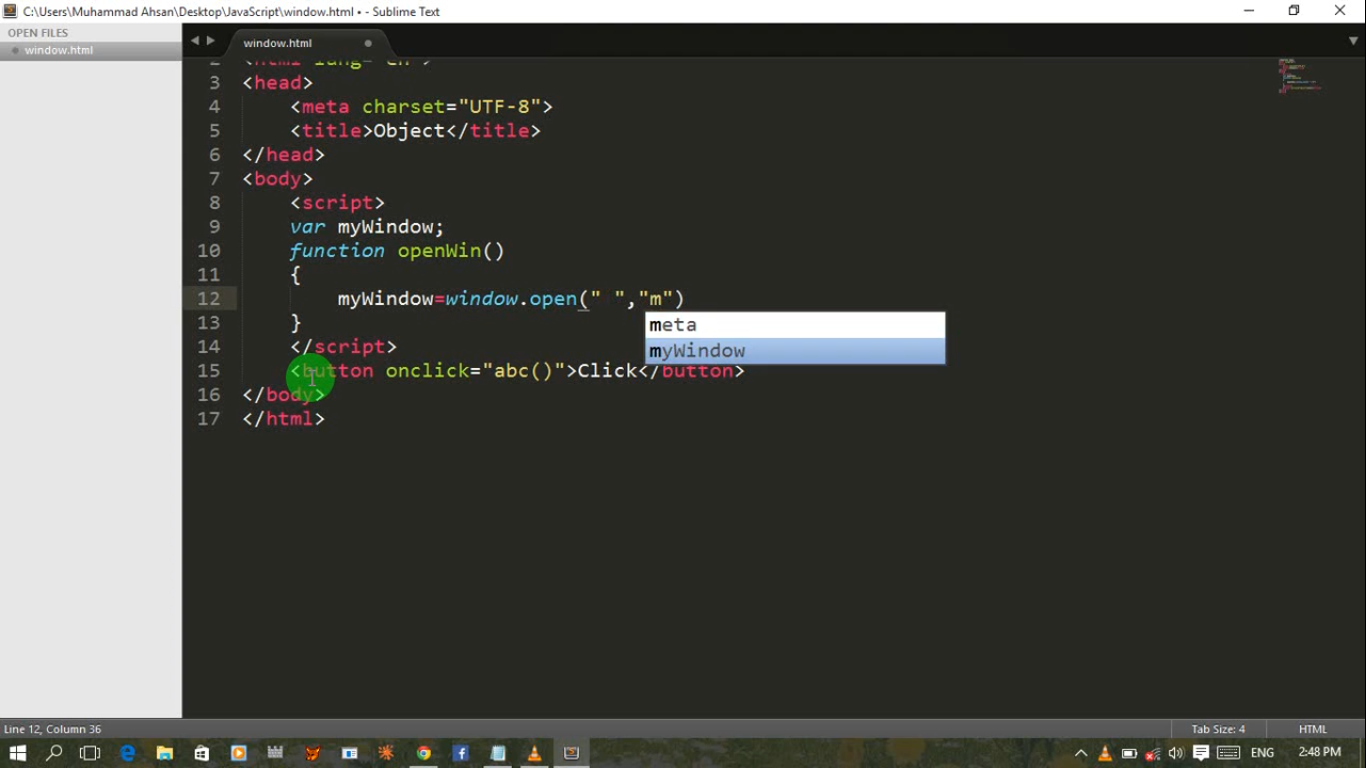 C:\Users\Muhammad Ahsan\Desktop\JavaScript\window.html • - Sublime Text
OPEN FILES
window.html
window.html
2 <html lang="en">
3 <head>
4 <meta charset="UTF-8">
5 <title>Object</title>
6 </head>
7 <body>
8 <script>
9 var myWindow;
10 function openWin()
11 {
12 myWindow=window.open(" ","m")
meta
13 }
myWindow
14 </script>
15 <button onclick="abc()">Click</button>
16 </body>
17 </html>
Line 12, Column 36
Tab Size: 4
HTML
ENG
2:48 PM